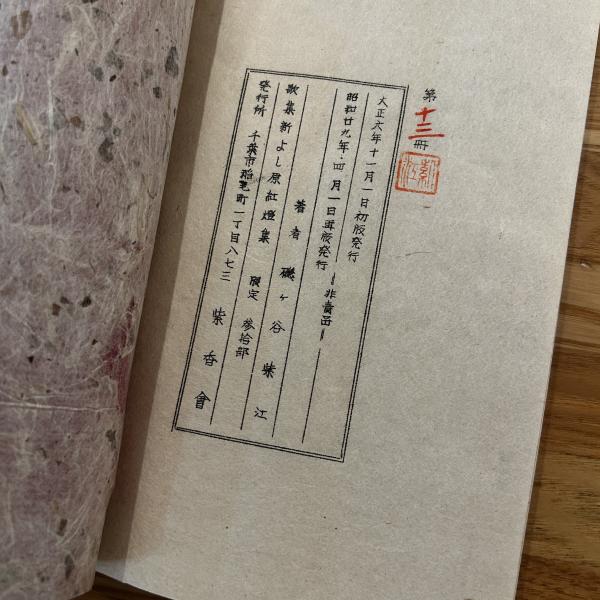 第十三冊
紫江
大正六年十一月一日初版発行
昭和廿九年・四月一日再版発行 ―非賣品―
著者 磯ヶ谷紫江
歌集新よし原紅燈集 限定 参拾部
発行所 千葉市稲毛町一丁目八七三 紫香會